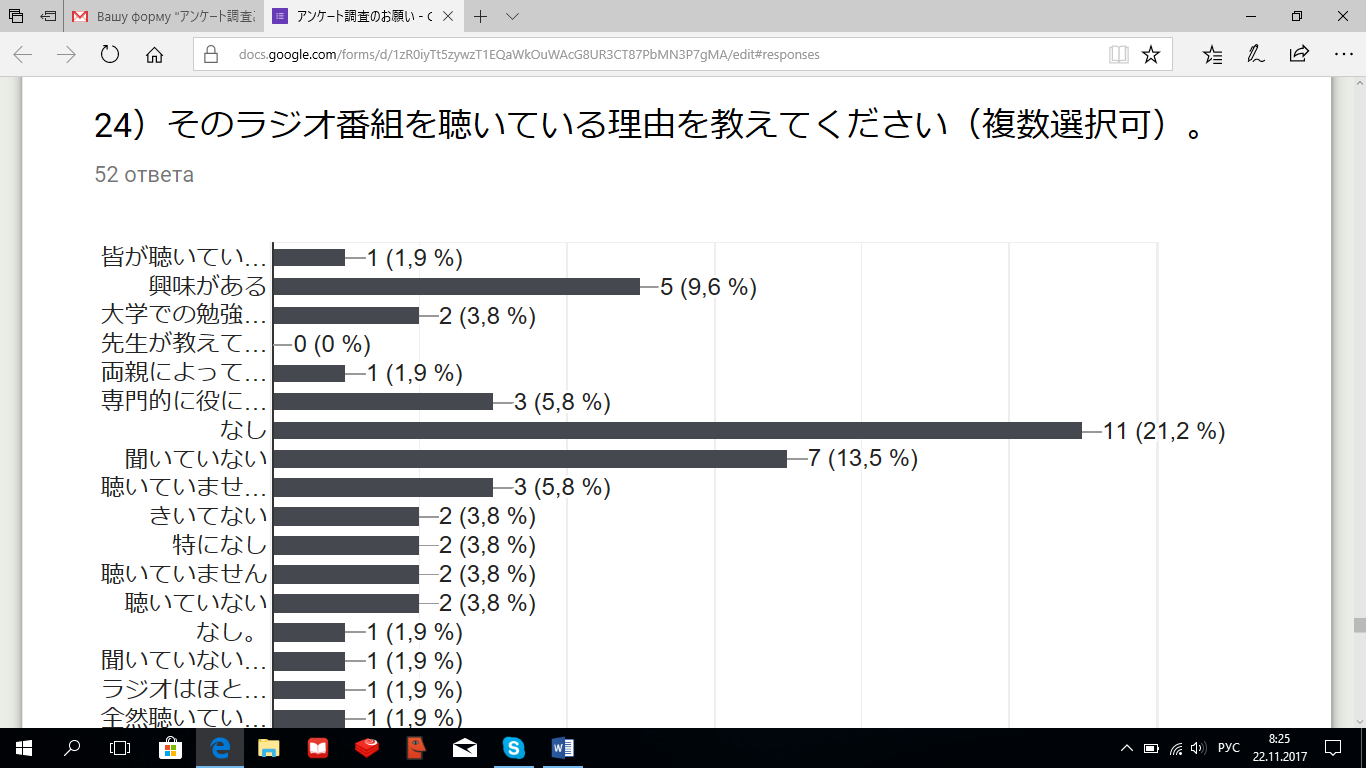 Вашу форму "アンケート調査の
アンケート調査のお願い - G
docs.google.com/forms/d/1zR0iyTt5zywzT1EQaWkOuWAcG8UR3CT87PbMN3P7gMA/edit#responses
24）そのラジオ番組を聴いている理由を教えてください（複数選択可）。
52 ответа
皆が聴いてい… 1 (1,9 %)
興味がある 5 (9,6 %)
大学での勉強… 2 (3,8 %)
先生が教えて… 0 (0 %)
両親によって… 1 (1,9 %)
専門的に役に… 3 (5,8 %)
なし 11 (21,2 %)
聞いていない 7 (13,5 %)
聴いていませ… 3 (5,8 %)
きいてない 2 (3,8 %)
特になし 2 (3,8 %)
聴いていません 2 (3,8 %)
聴いていない 2 (3,8 %)
なし。 1 (1,9 %)
聞いていない… 1 (1,9 %)
ラジオはほと… 1 (1,9 %)
全然聴いてい… 1 (1,9 %)
РУС
8:25
22.11.2017